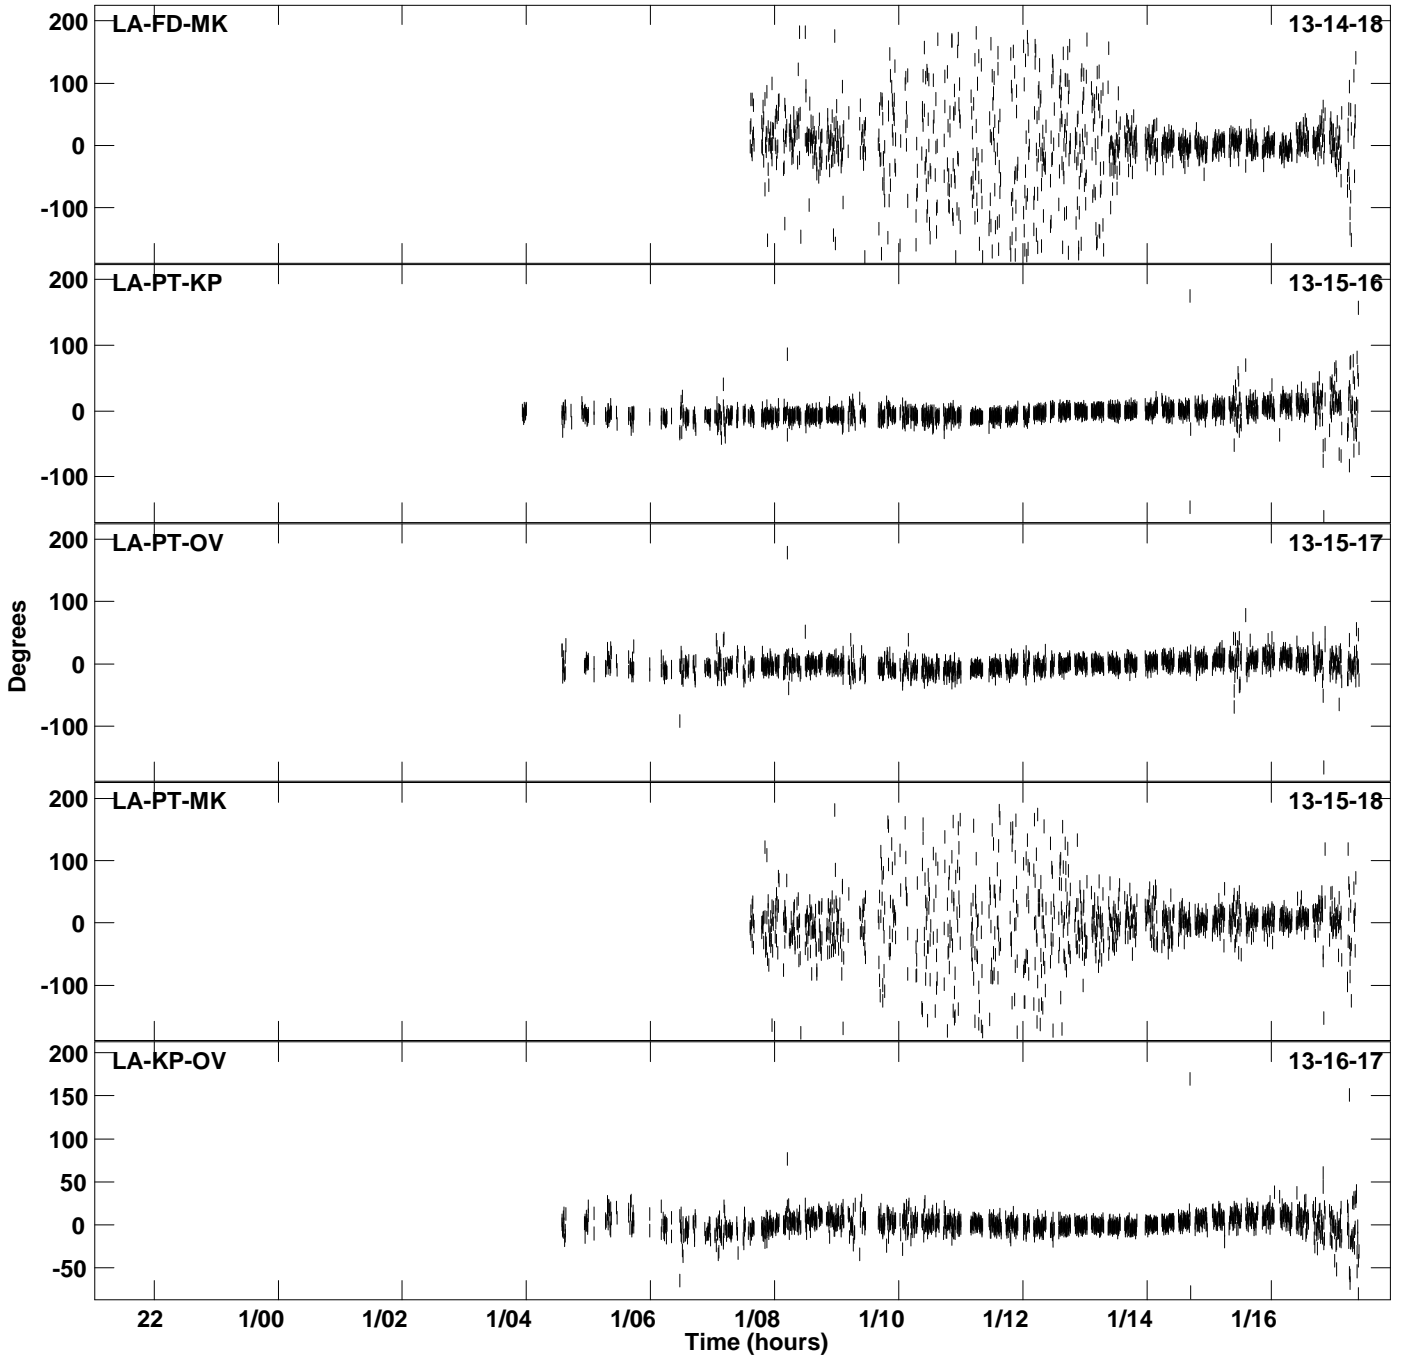 LA-FD-MK 13-14-18
200
100
0
-100
LA-PT-KP 13-15-16
200
100
0
-100
LA-PT-OV 13-15-17
200
100
0
-100
Degrees
LA-PT-MK 13-15-18
200
100
0
-100
LA-KP-OV 13-16-17
200
150
100
50
0
-50
22 1/00 1/02 1/04 1/06 1/08 1/10 1/12 1/14 1/16
Time (hours)